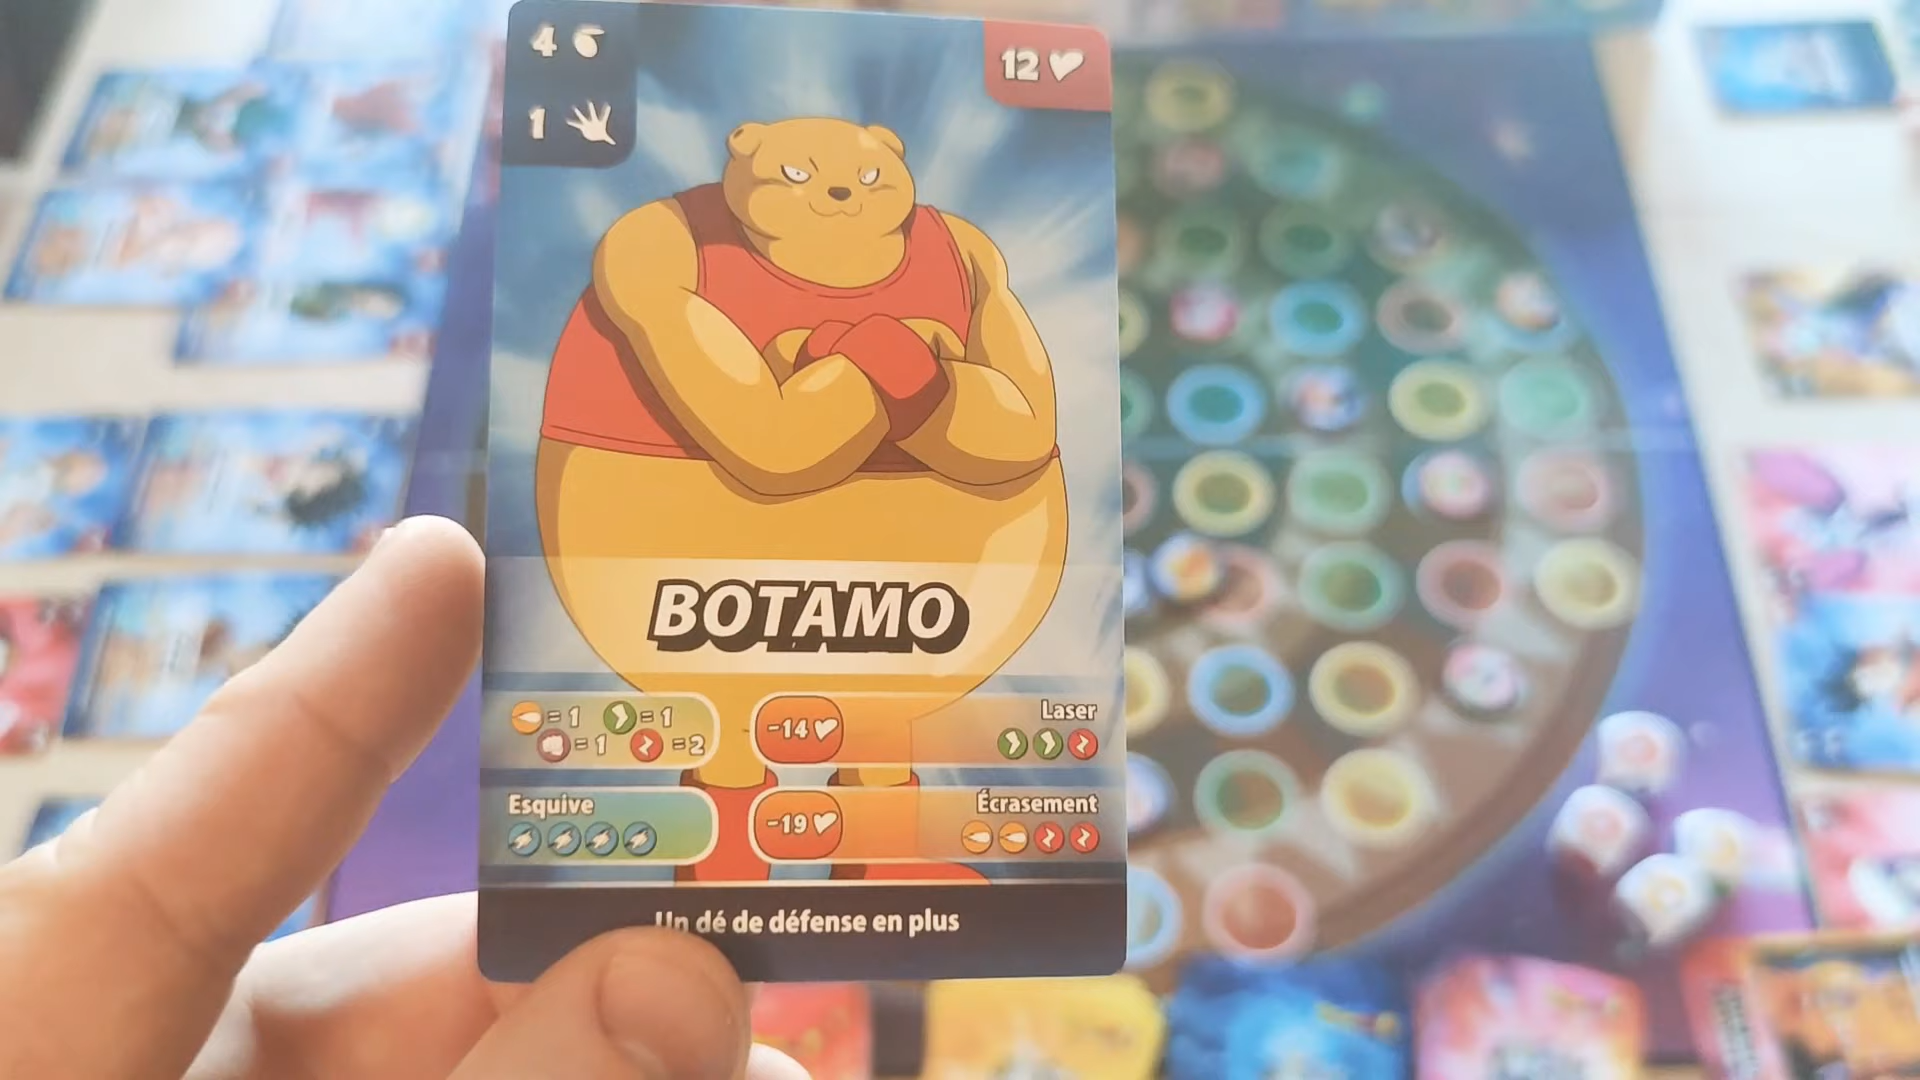 4
12
1
BOTAMO
= 1 = 1
= 1 = 2
-14
Laser
Esquive
-19
Écrasement
Un dé de défense en plus